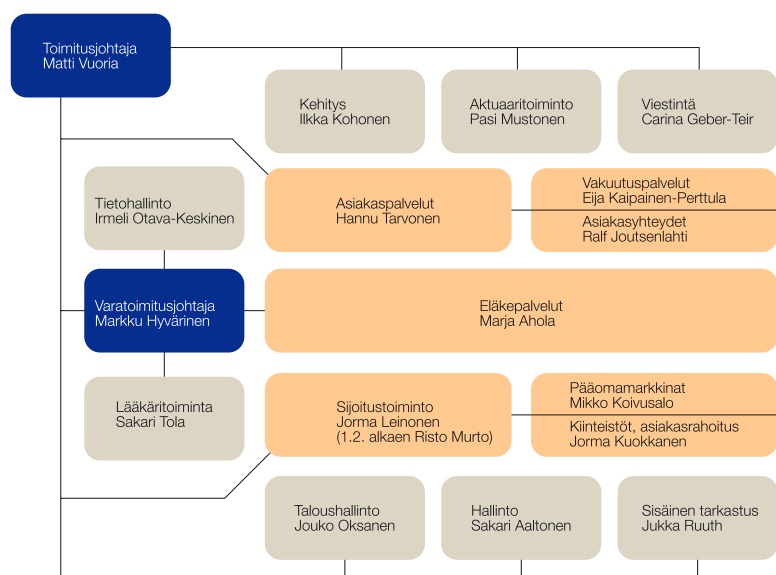 Toimitusjohtaja
Matti Vuoria
Kehitys
Ilkka Kohonen
Aktuaaritoiminto
Pasi Mustonen
Viestintä
Carina Geber-Teir
Tietohallinto
Irmeli Otava-Keskinen
Asiakaspalvelut
Hannu Tarvonen
Vakuutuspalvelut
Eija Kaipainen-Perttula
Asiakasyhteydet
Ralf Joutsenlahti
Varatoimitusjohtaja
Markku Hyvärinen
Eläkepalvelut
Marja Ahola
Lääkäritoiminta
Sakari Tola
Sijoitustoiminto
Jorma Leinonen
(1.2. alkaen Risto Murto)
Pääomamarkkinat
Mikko Koivusalo
Kiinteistöt, asiakasrahoitus
Jorma Kuokkanen
Taloushallinto
Jouko Oksanen
Hallinto
Sakari Aaltonen
Sisäinen tarkastus
Jukka Ruuth